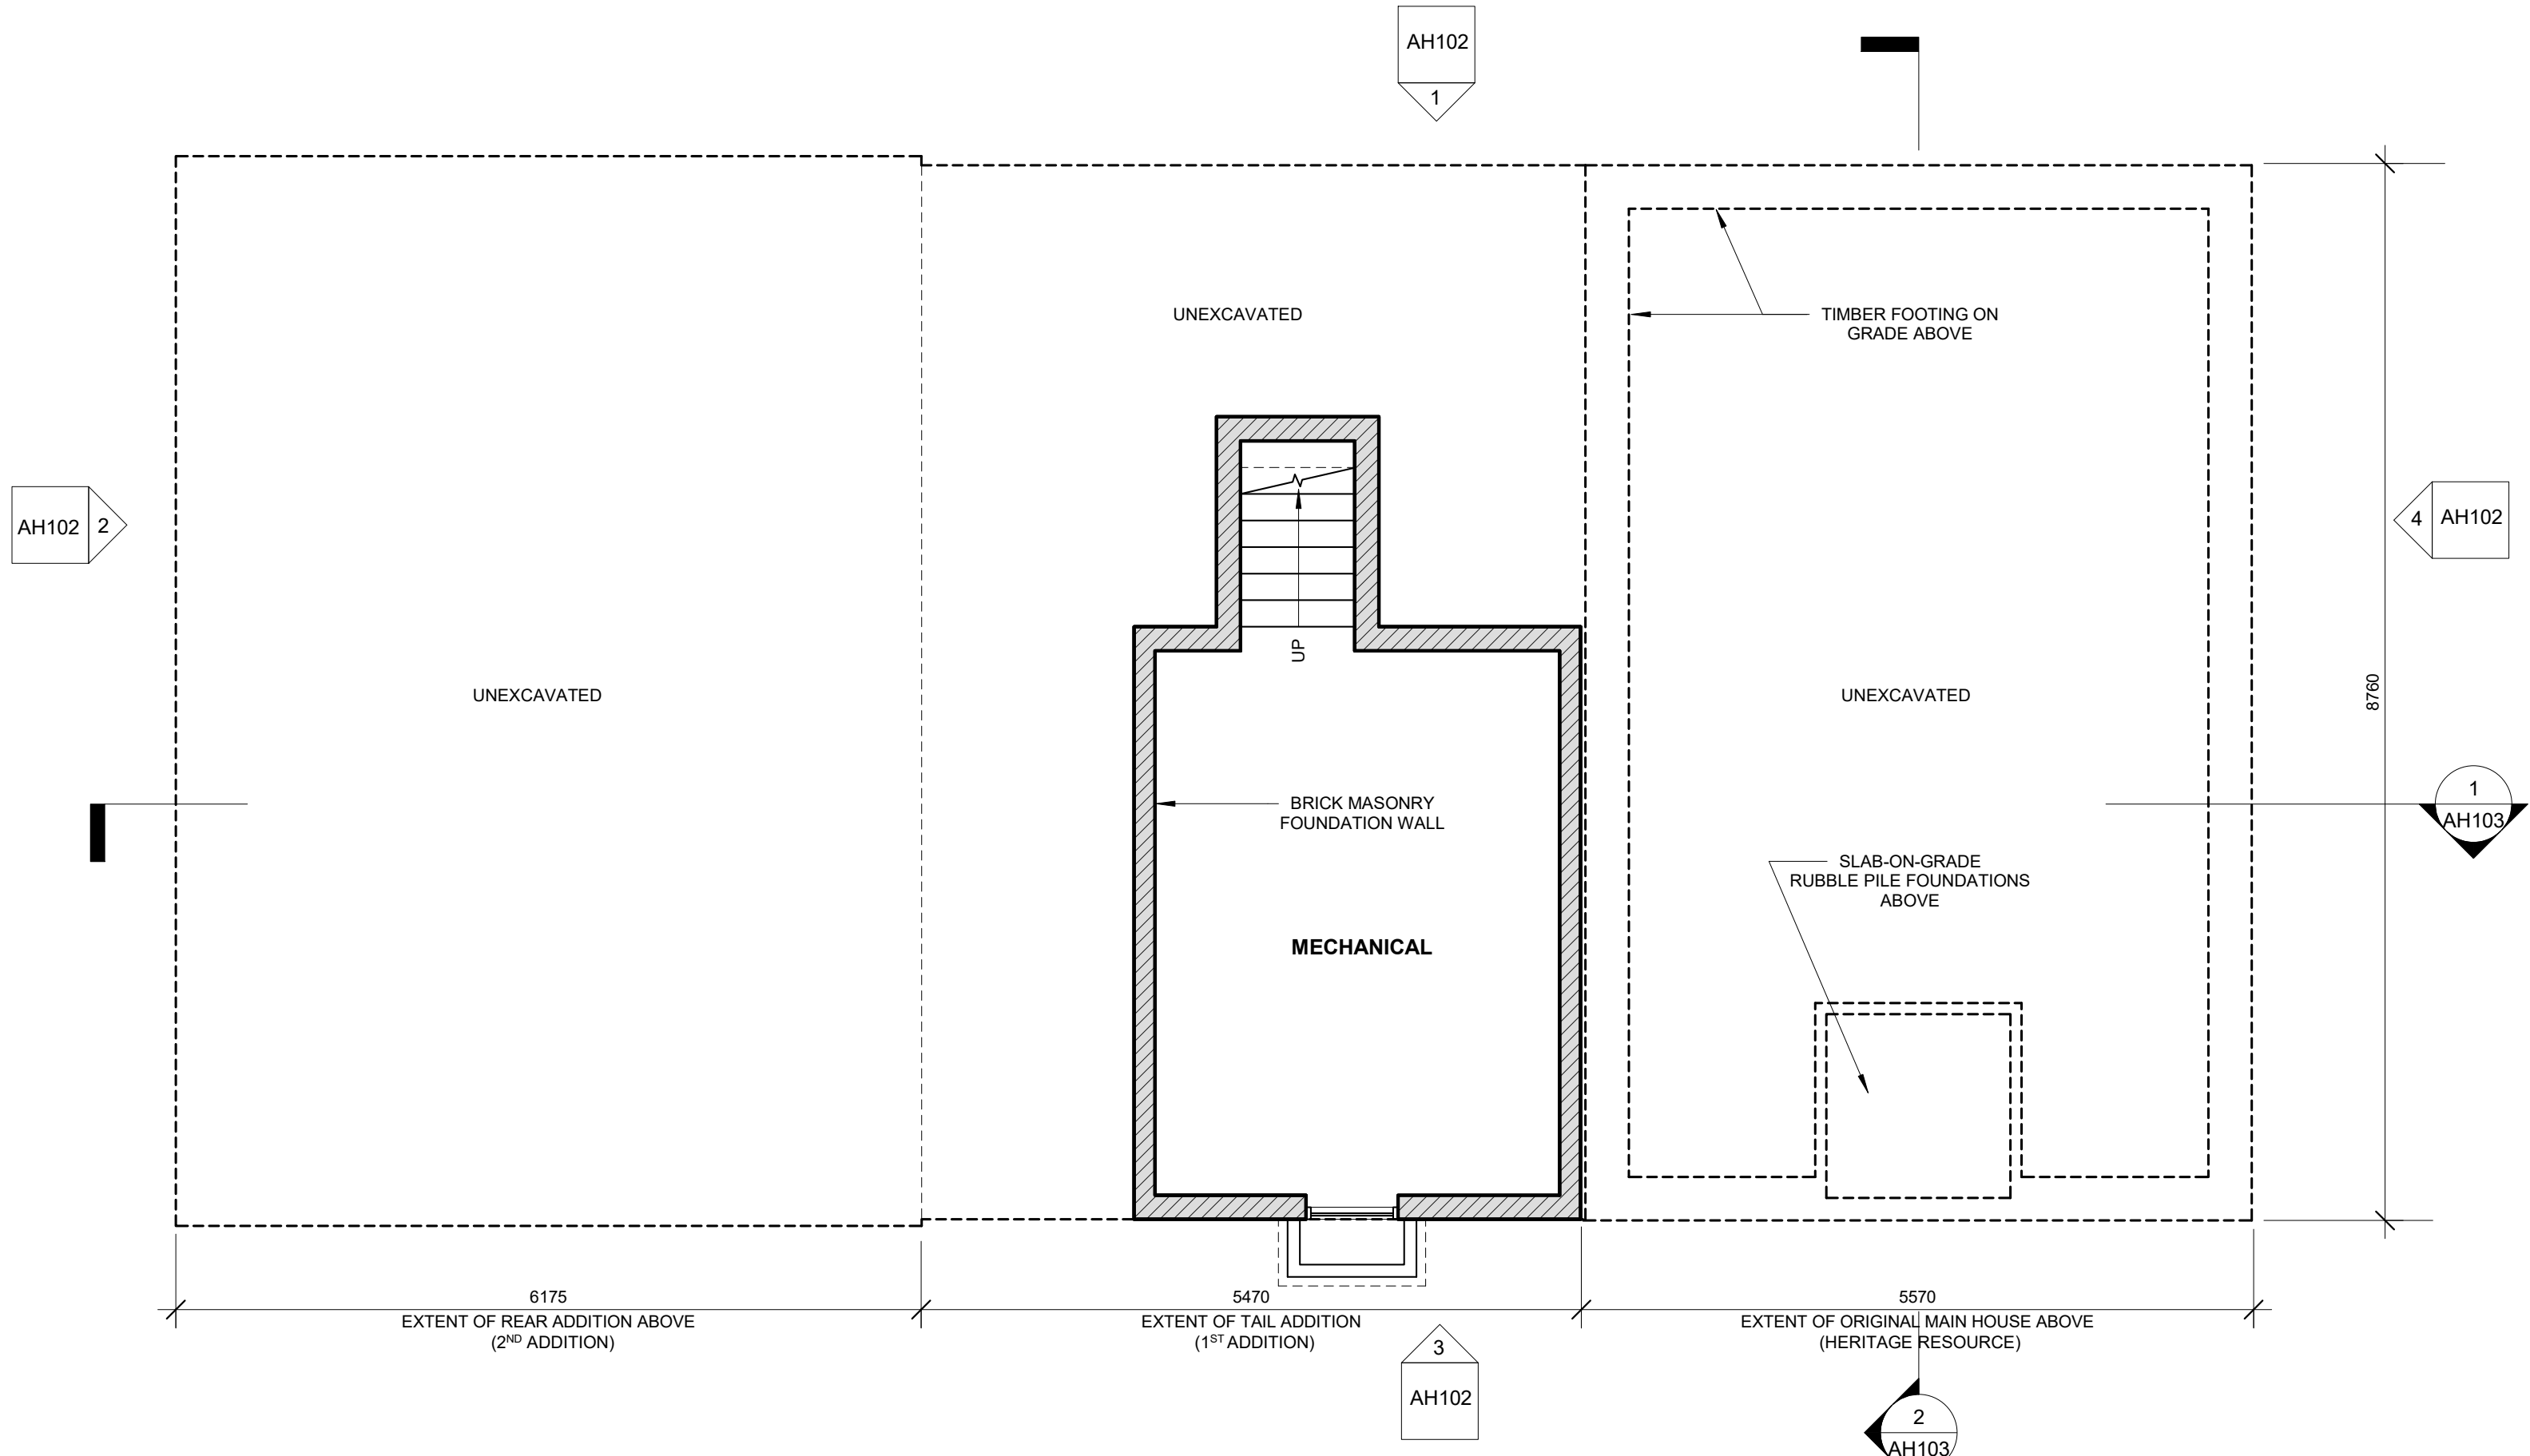 AH102
1
UNEXCAVATED
TIMBER FOOTING ON
GRADE ABOVE
AH102
2
4
AH102
UP
UNEXCAVATED
UNEXCAVATED
8760
BRICK MASONRY
FOUNDATION WALL
1
AH103
SLAB-ON-GRADE
RUBBLE PILE FOUNDATIONS
ABOVE
MECHANICAL
6175
EXTENT OF REAR ADDITION ABOVE
(2ND ADDITION)
5470
EXTENT OF TAIL ADDITION
(1ST ADDITION)
5570
EXTENT OF ORIGINAL MAIN HOUSE ABOVE
(HERITAGE RESOURCE)
3
AH102
2
AH103